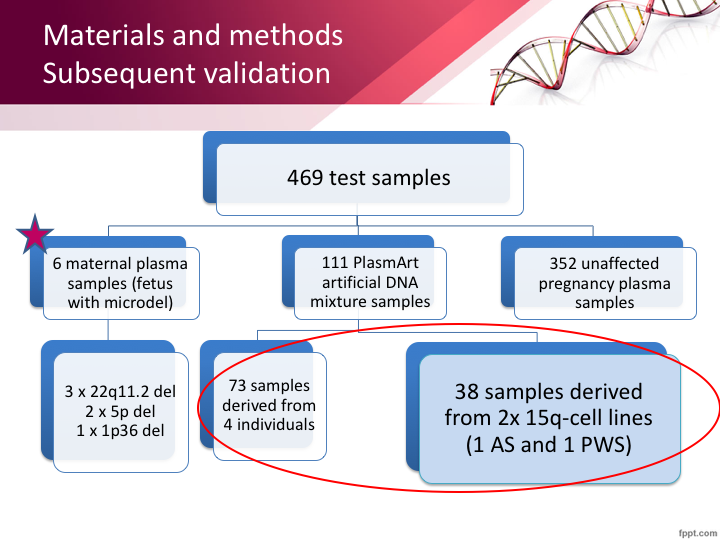 Materials and methods
Subsequent validation
469 test samples
6 maternal plasma
samples (fetus
with microdel)
111 PlasmArt
artificial DNA
mixture samples
352 unaffected
pregnancy plasma
samples
3 x 22q11.2 del
2 x 5p del
1 x 1p36 del
73 samples
derived from
4 individuals
38 samples derived
from 2x 15q-cell lines
(1 AS and 1 PWS)
fppt.com